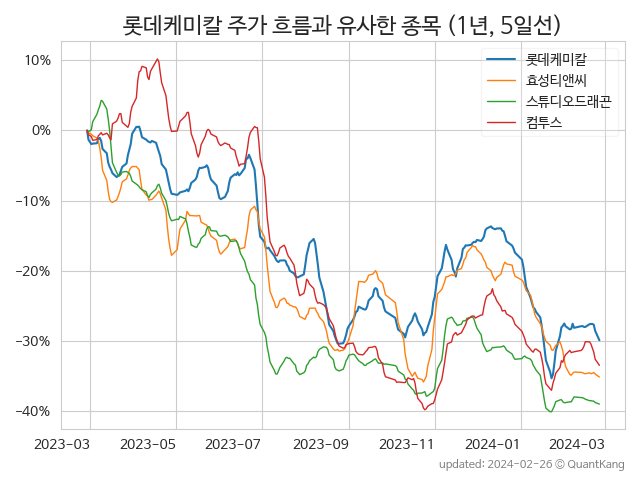 롯데케미칼 주가 흐름과 유사한 종목 (1년, 5일선)
롯데케미칼
효성티앤씨
스튜디오드래곤
컴투스
10%
0%
−10%
−20%
−30%
−40%
2023-03 2023-05 2023-07 2023-09 2023-11 2024-01 2024-03
updated: 2024-02-26 © QuantKang